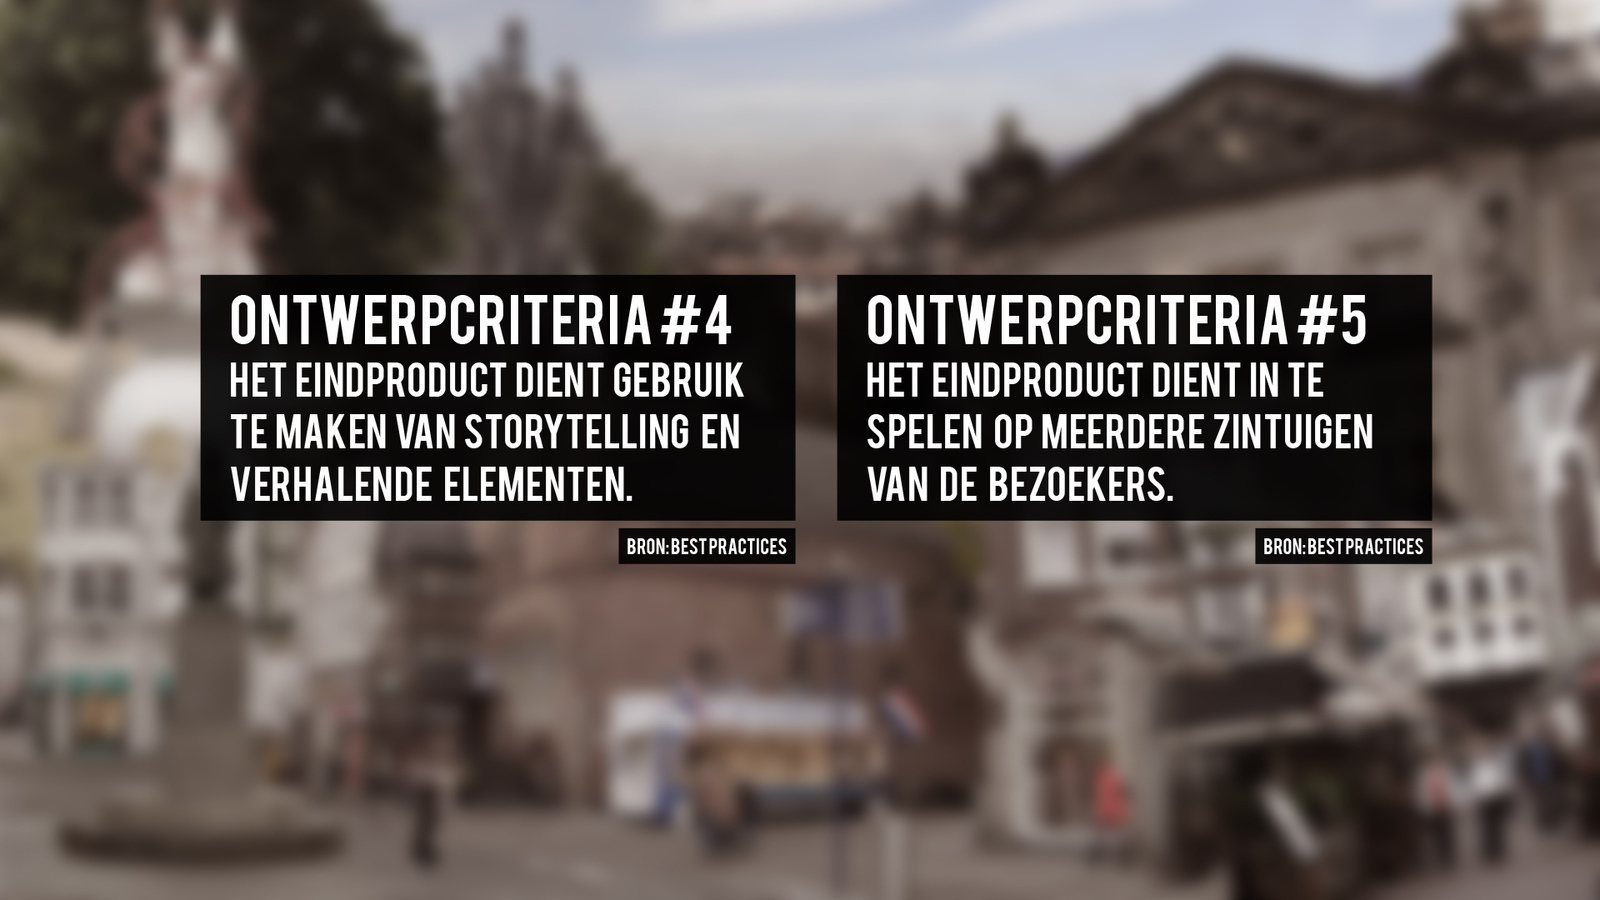 ONTWERPCRITERIA #4
HET EINDPRODUCT DIENT GEBRUIK
TE MAKEN VAN STORYTELLING EN
VERHALENDE ELEMENTEN.
BRON: BEST PRACTICES
ONTWERPCRITERIA #5
HET EINDPRODUCT DIENT IN TE
SPELEN OP MEERDERE ZINTUIGEN
VAN DE BEZOEKERS.
BRON: BEST PRACTICES